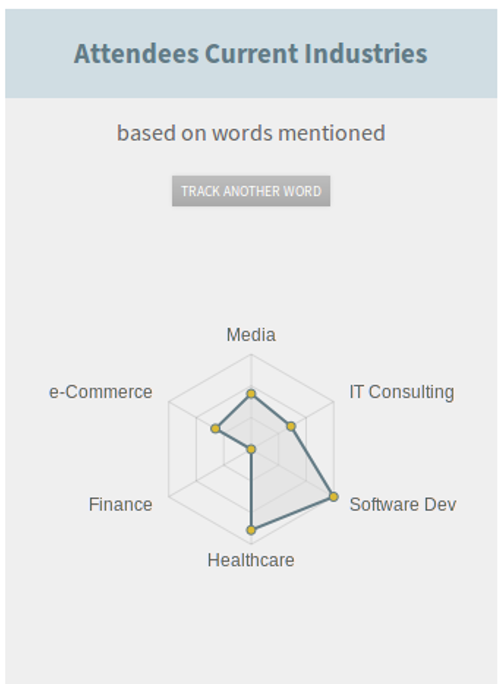 Attendees Current Industries
based on words mentioned
TRACK ANOTHER WORD
Media
e-Commerce
IT Consulting
Finance
Software Dev
Healthcare